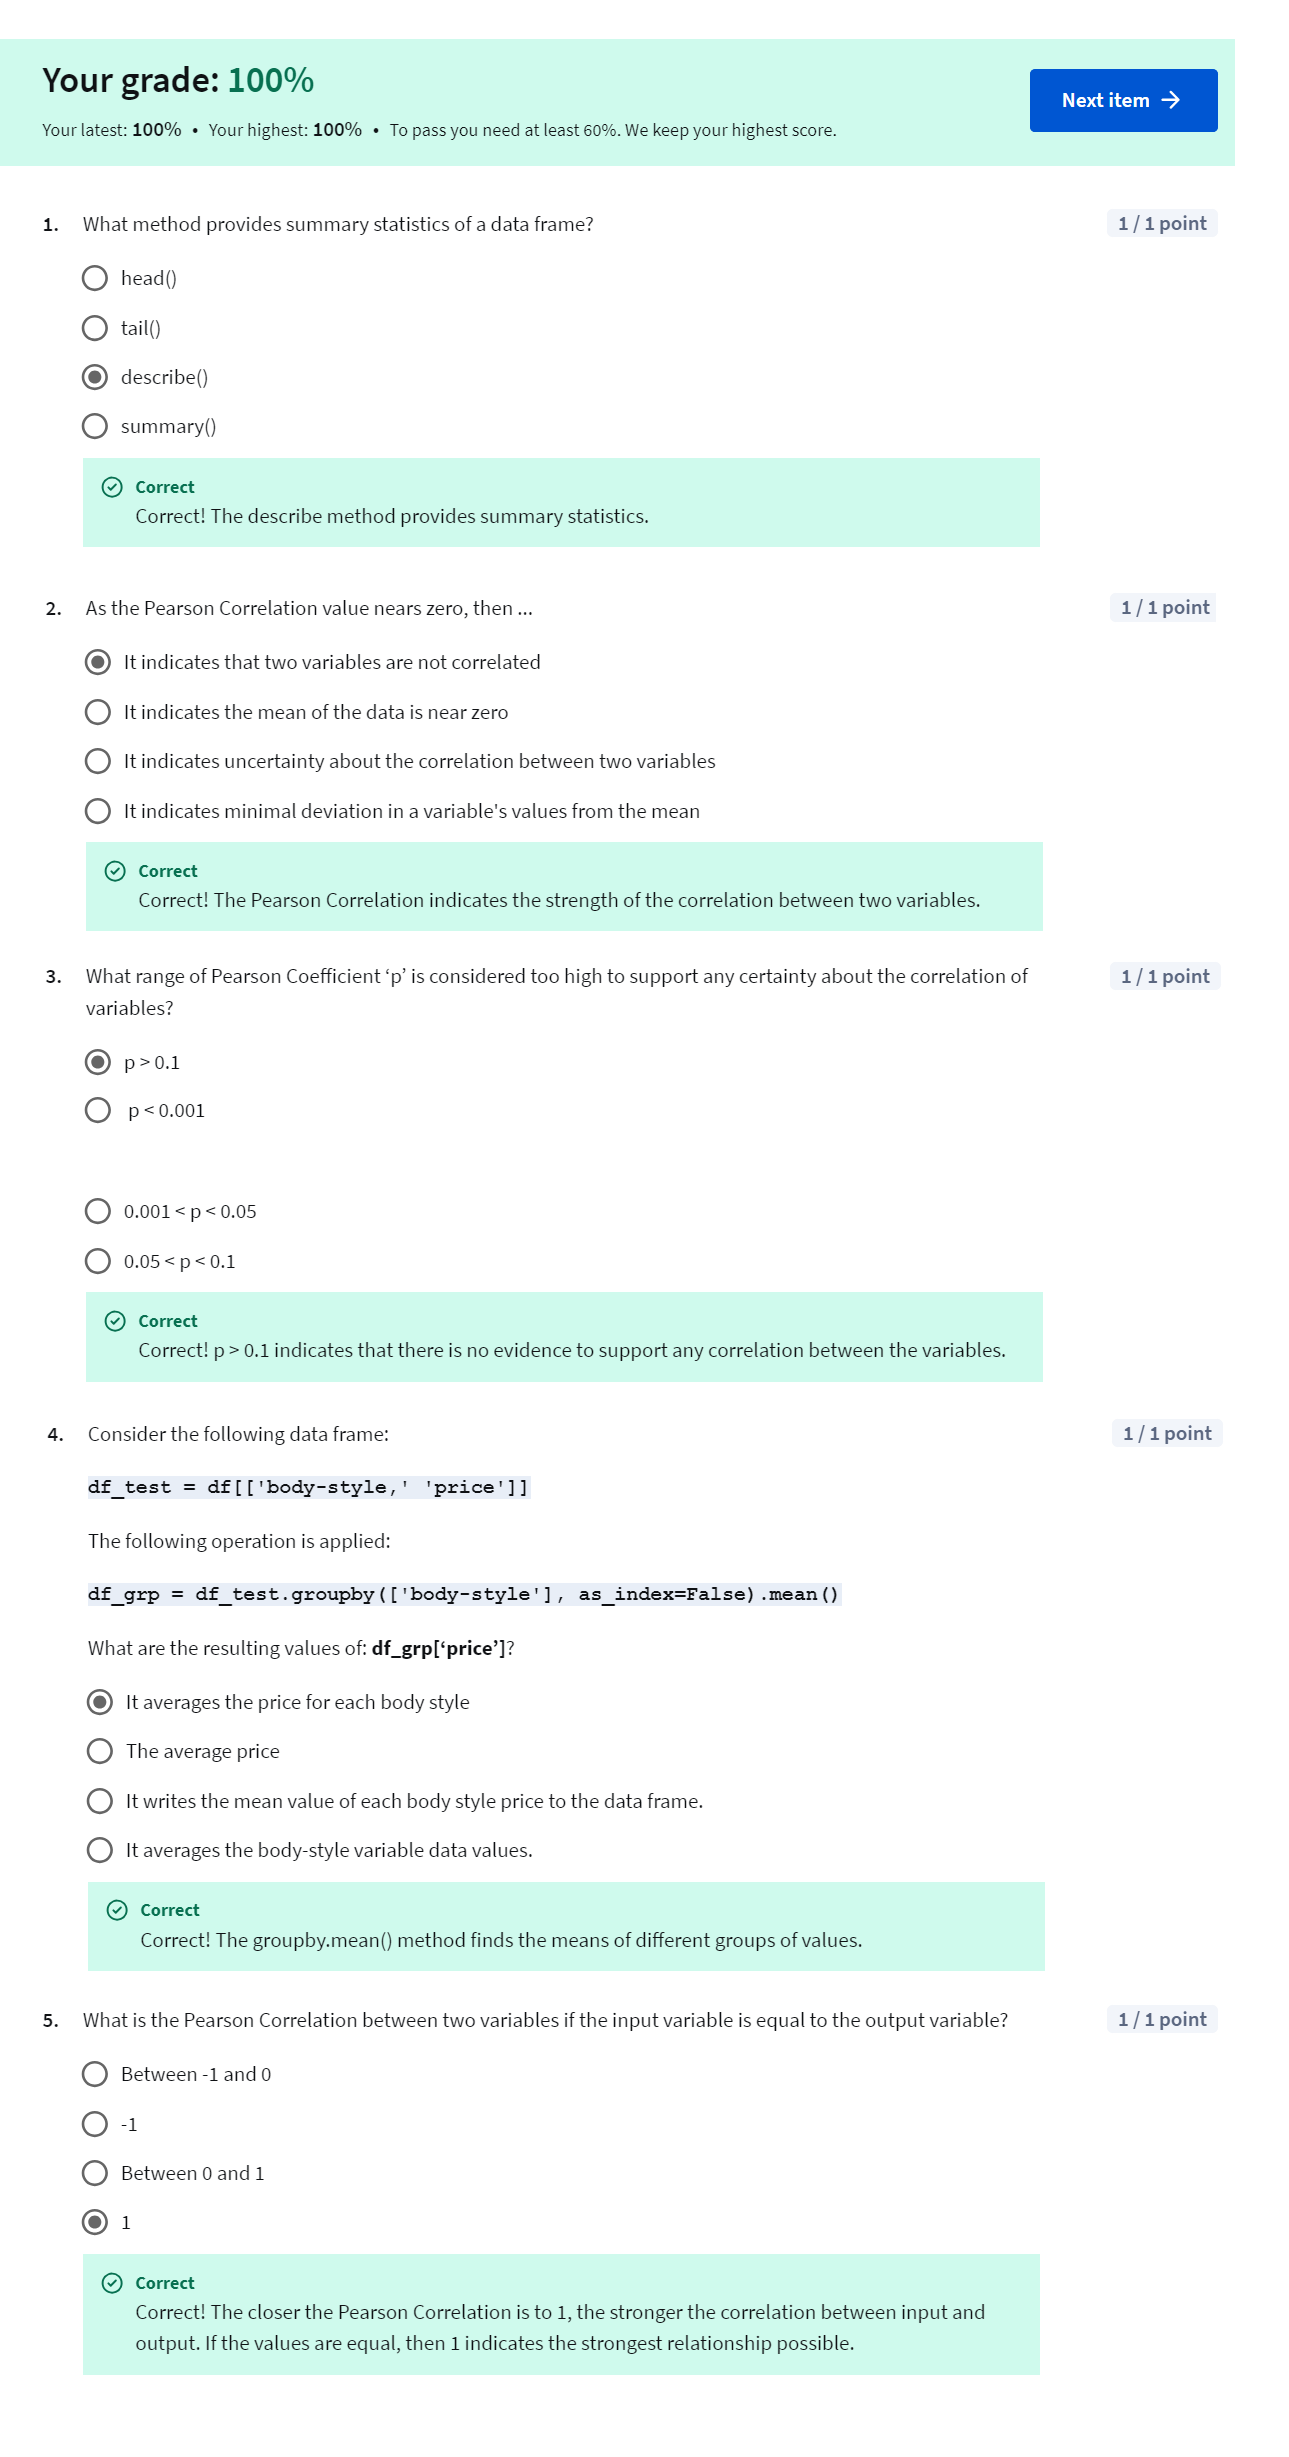 Your grade: 100%
Next item →
Your latest: 100% • Your highest: 100% • To pass you need at least 60%. We keep your highest score.
1. What method provides summary statistics of a data frame?
1 / 1 point
head()
tail()
describe()
summary()
Correct
Correct! The describe method provides summary statistics.
2. As the Pearson Correlation value nears zero, then ...
1 / 1 point
It indicates that two variables are not correlated
It indicates the mean of the data is near zero
It indicates uncertainty about the correlation between two variables
It indicates minimal deviation in a variable's values from the mean
Correct
Correct! The Pearson Correlation indicates the strength of the correlation between two variables.
3. What range of Pearson Coefficient ‘p’ is considered too high to support any certainty about the correlation of
variables?
1 / 1 point
p > 0.1
p < 0.001
0.001 < p < 0.05
0.05 < p < 0.1
Correct
Correct! p > 0.1 indicates that there is no evidence to support any correlation between the variables.
4. Consider the following data frame:
1 / 1 point
df_test = df[['body-style,' 'price']]
The following operation is applied:
df_grp = df_test.groupby(['body-style'], as_index=False).mean()
What are the resulting values of: df_grp[‘price’]?
It averages the price for each body style
The average price
It writes the mean value of each body style price to the data frame.
It averages the body-style variable data values.
Correct
Correct! The groupby.mean() method finds the means of different groups of values.
5. What is the Pearson Correlation between two variables if the input variable is equal to the output variable?
1 / 1 point
Between -1 and 0
-1
Between 0 and 1
1
Correct
Correct! The closer the Pearson Correlation is to 1, the stronger the correlation between input and
output. If the values are equal, then 1 indicates the strongest relationship possible.